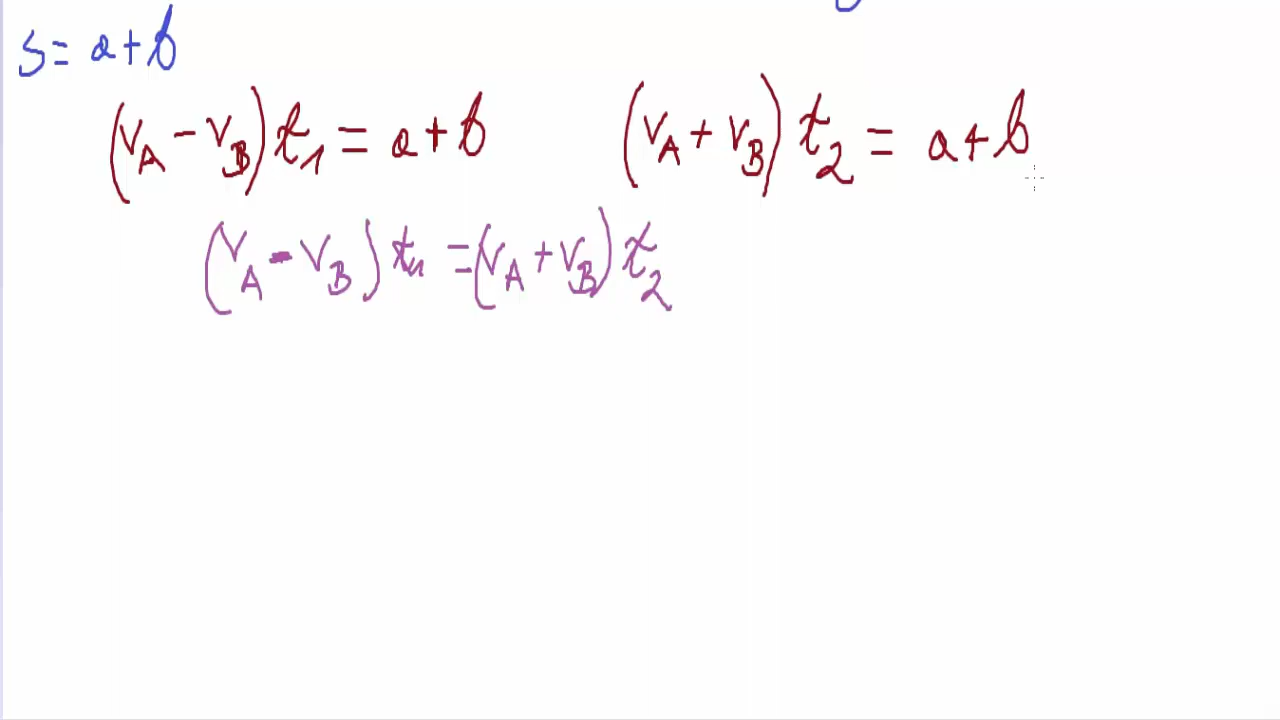 s = a + b
(v_A − v_B) t_1 = a + b (v_A + v_B) t_2 = a + b
(v_A − v_B) t_1 = (v_A + v_B) t_2